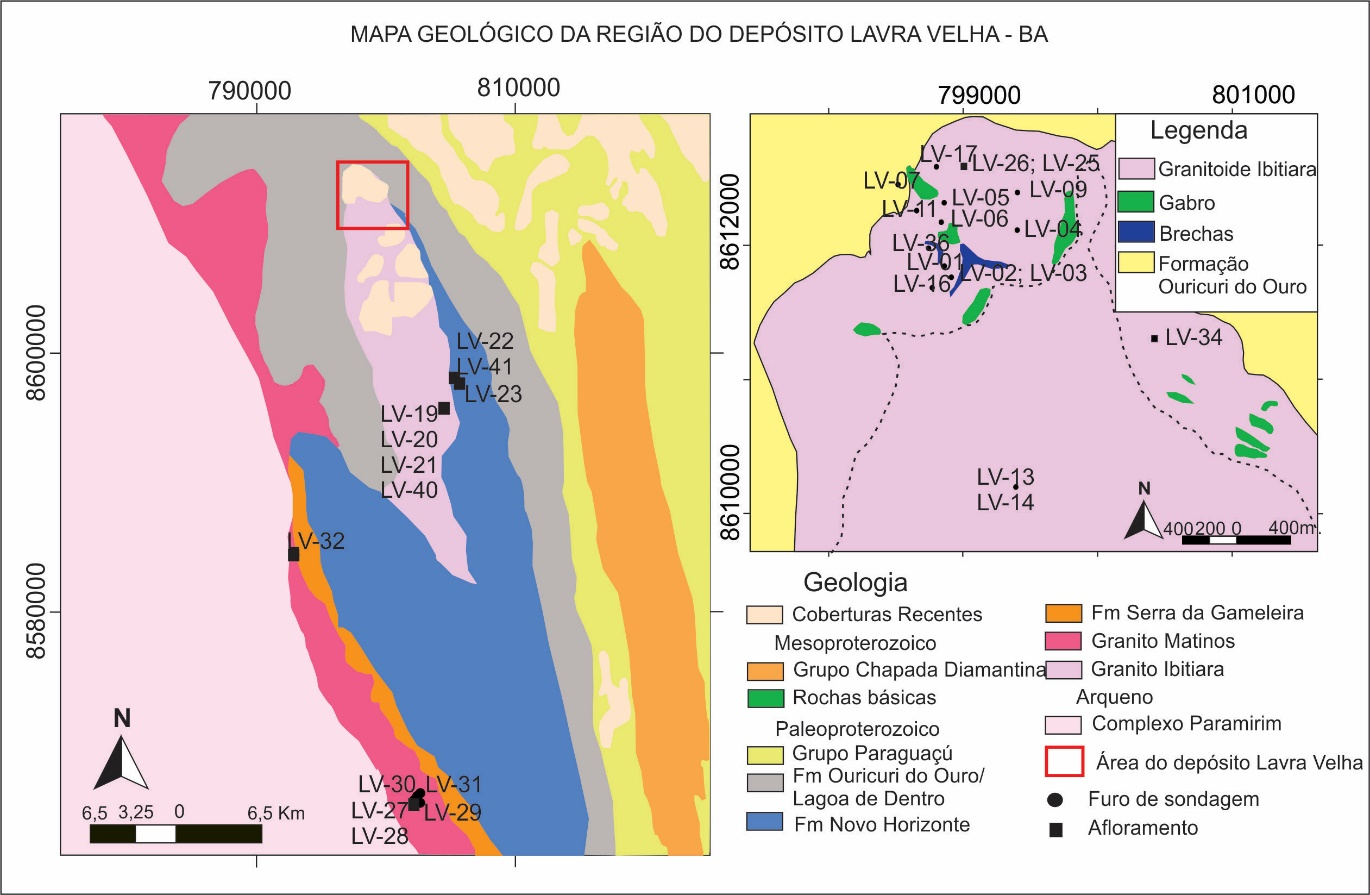 MAPA GEOLÓGICO DA REGIÃO DO DEPÓSITO LAVRA VELHA - BA
790000
810000
8600000
8580000
LV-22
LV-41
LV-23
LV-19
LV-20
LV-21
LV-40
LV-32
LV-30
LV-31
LV-27
LV-29
LV-28
N
6,5 3,25 0 6,5 Km
799000
801000
8612000
8610000
LV-17
LV-26; LV-25
LV-07
LV-09
LV-05
LV-11
LV-06
LV-04
LV-36
LV-01
LV-02; LV-03
LV-16
LV-34
LV-13
LV-14
N
400 200 0 400m
Legenda
Granitoide Ibitiara
Gabro
Brechas
Formação
Ouricuri do Ouro
Geologia
Coberturas Recentes
Mesoproterozoico
Grupo Chapada Diamantina
Rochas básicas
Paleoproterozoico
Grupo Paraguaçú
Fm Ouricuri do Ouro/
Lagoa de Dentro
Fm Novo Horizonte
Fm Serra da Gameleira
Granito Matinos
Granito Ibitiara
Arqueno
Complexo Paramirim
Área do depósito Lavra Velha
Furo de sondagem
Afloramento